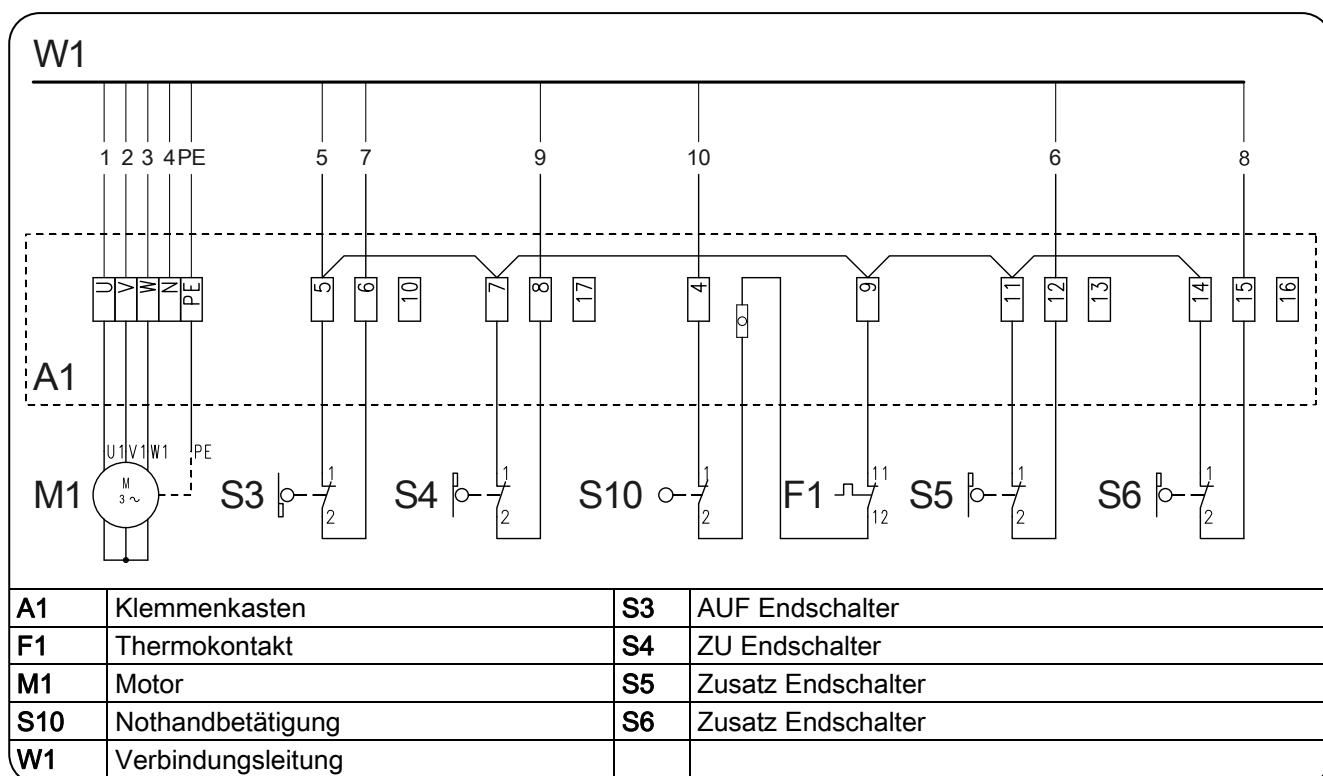 W1
1 2 3 4 PE 5 7 9 10 6 8
U V W N PE 5 6 10 7 8 17 4 9 11 12 13 14 15 16
A1
U1 V1 W1 PE
M1 M 3 ~ S3 1 2 S4 1 2 S10 1 2 F1 11 12 S5 1 2 S6 1 2
A1 Klemmenkasten S3 AUF Endschalter
F1 Thermokontakt S4 ZU Endschalter
M1 Motor S5 Zusatz Endschalter
S10 Nothandbetätigung S6 Zusatz Endschalter
W1 Verbindungsleitung